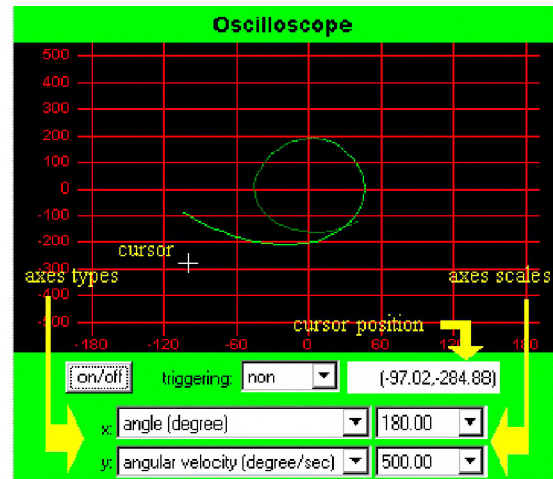 Oscilloscope
500
400
300
200
100
0
-100
-200
cursor
-300
axes types
axes scales
-400
cursor position
-500
-180 -120 -60 0 60 120 180
on/off triggering: non (-97.02,-284.88)
x: angle (degree) 180.00
y: angular velocity (degree/sec) 500.00